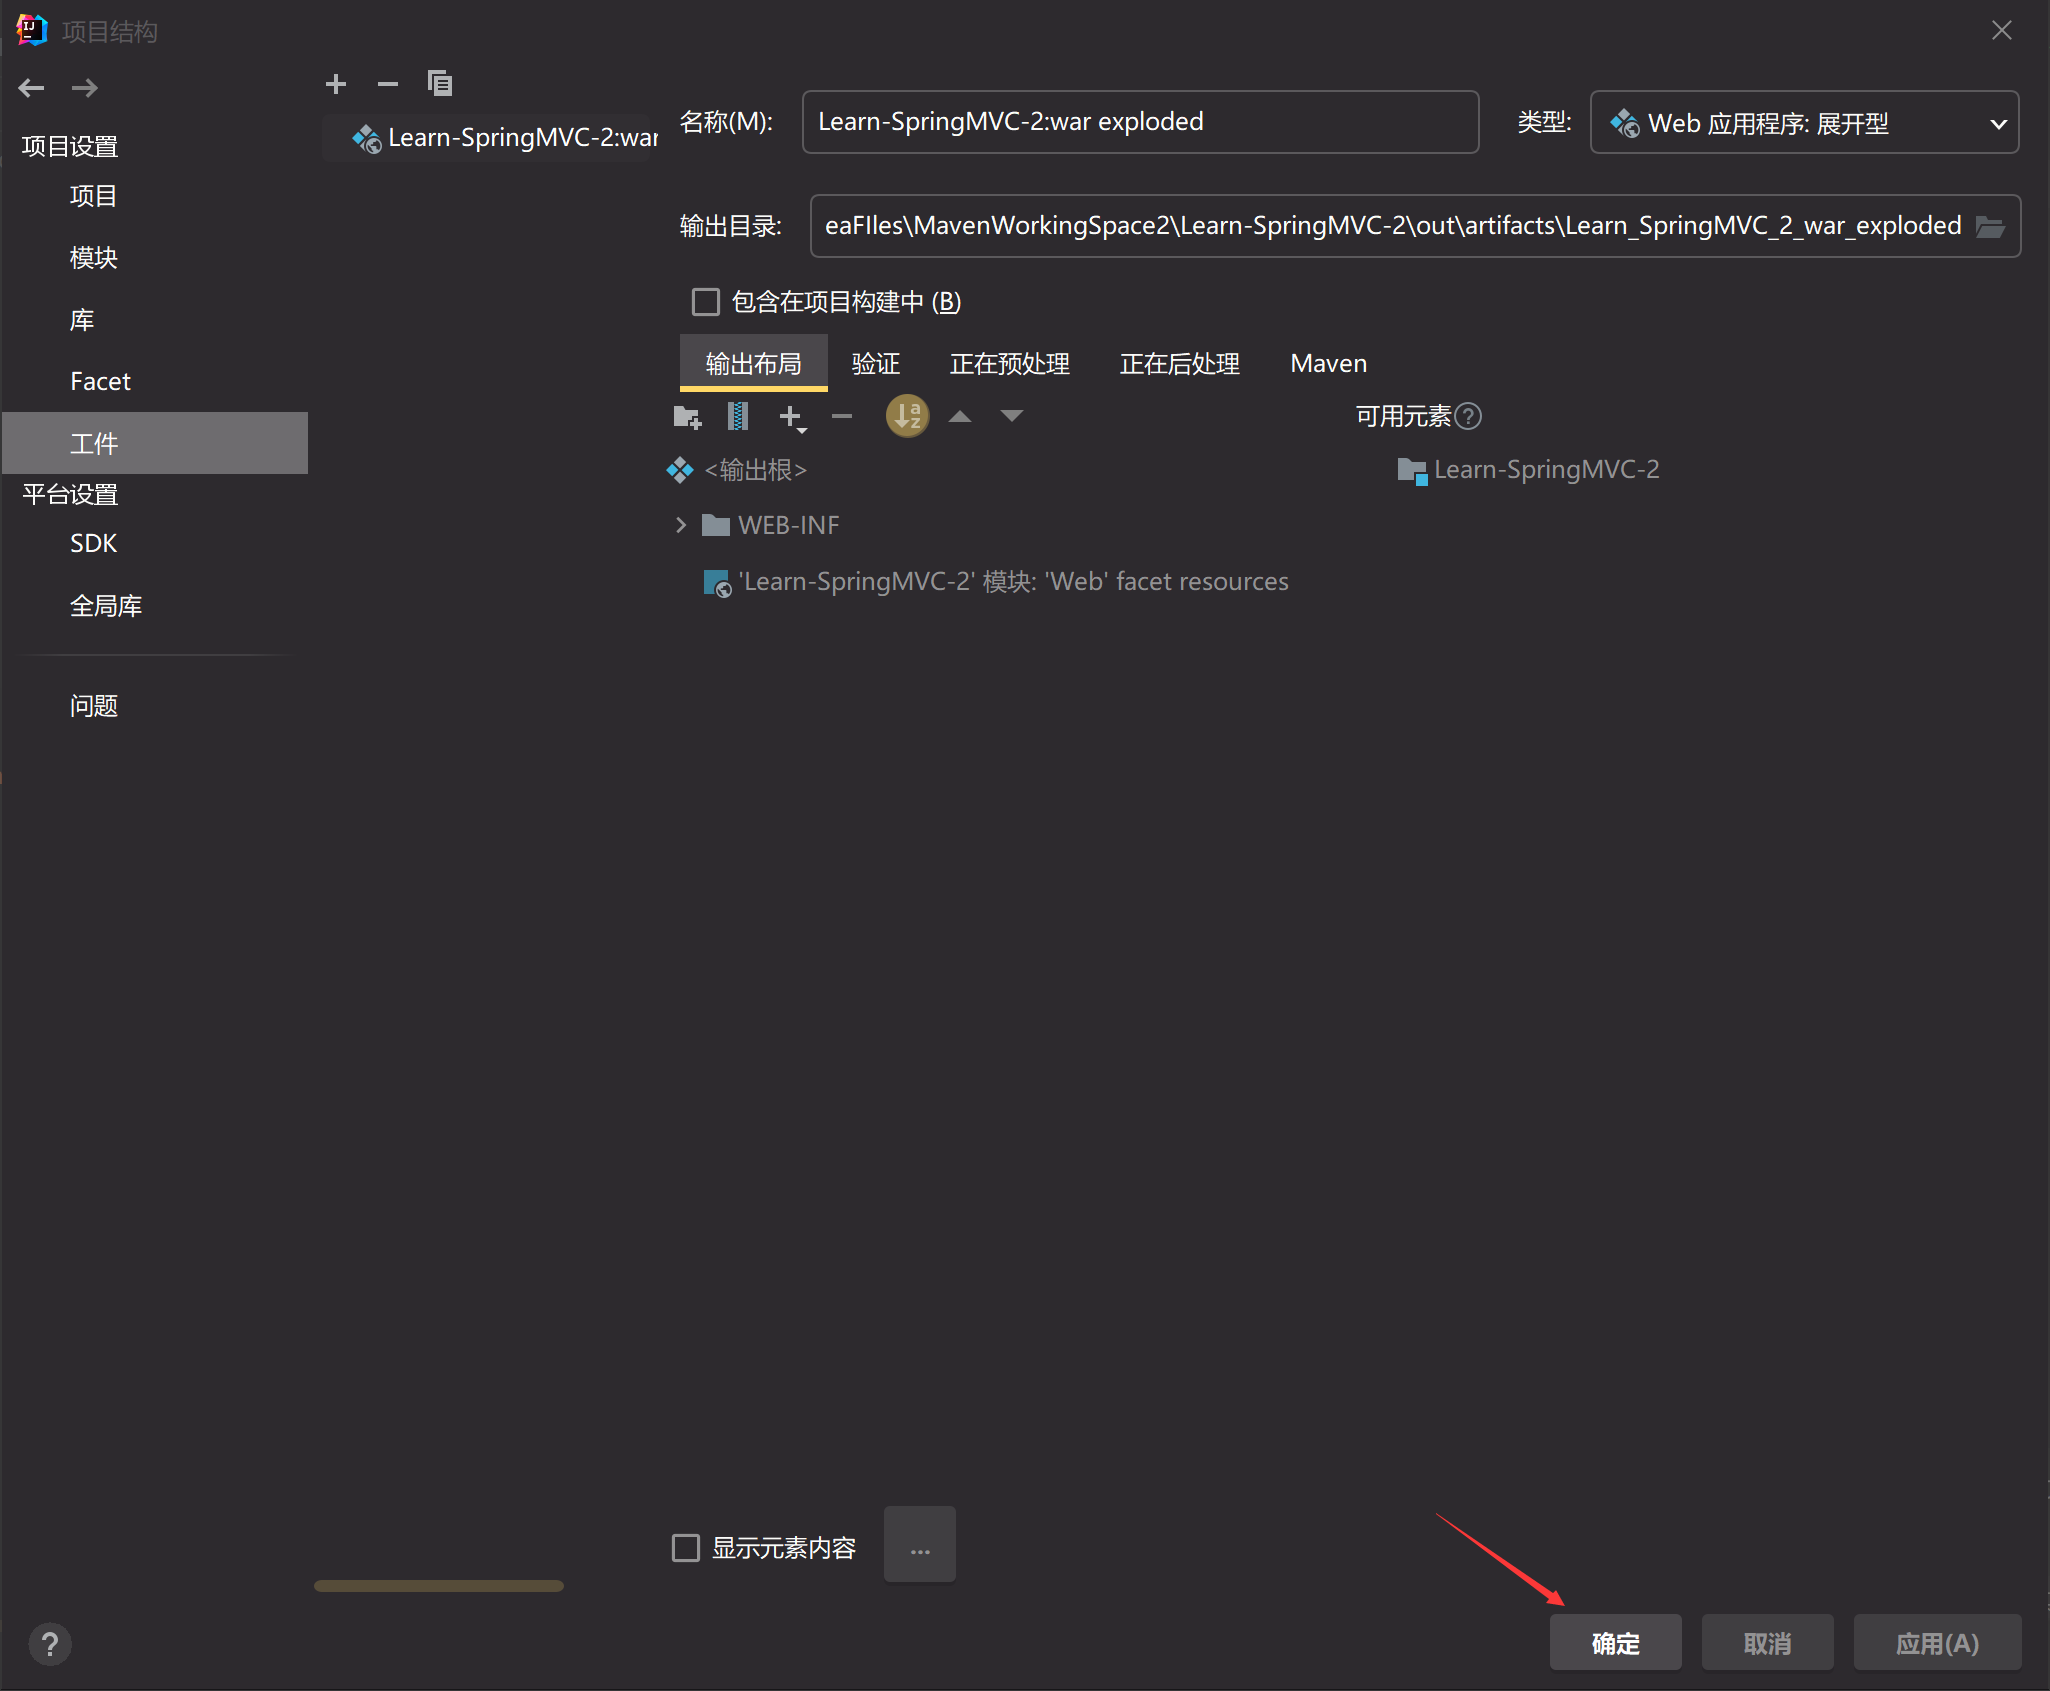 项目结构
项目设置
项目
模块
库
Facet
工件
平台设置
SDK
全局库
问题
Learn-SpringMVC-2:war
名称(M):
Learn-SpringMVC-2:war exploded
类型:
Web 应用程序: 展开型
输出目录:
eaFIles\MavenWorkingSpace2\Learn-SpringMVC-2\out\artifacts\Learn_SpringMVC_2_war_exploded
包含在项目构建中 (B)
输出布局 验证 正在预处理 正在后处理 Maven
可用元素
<输出根>
WEB-INF
'Learn-SpringMVC-2' 模块: 'Web' facet resources
Learn-SpringMVC-2
显示元素内容
...
确定 取消 应用(A)